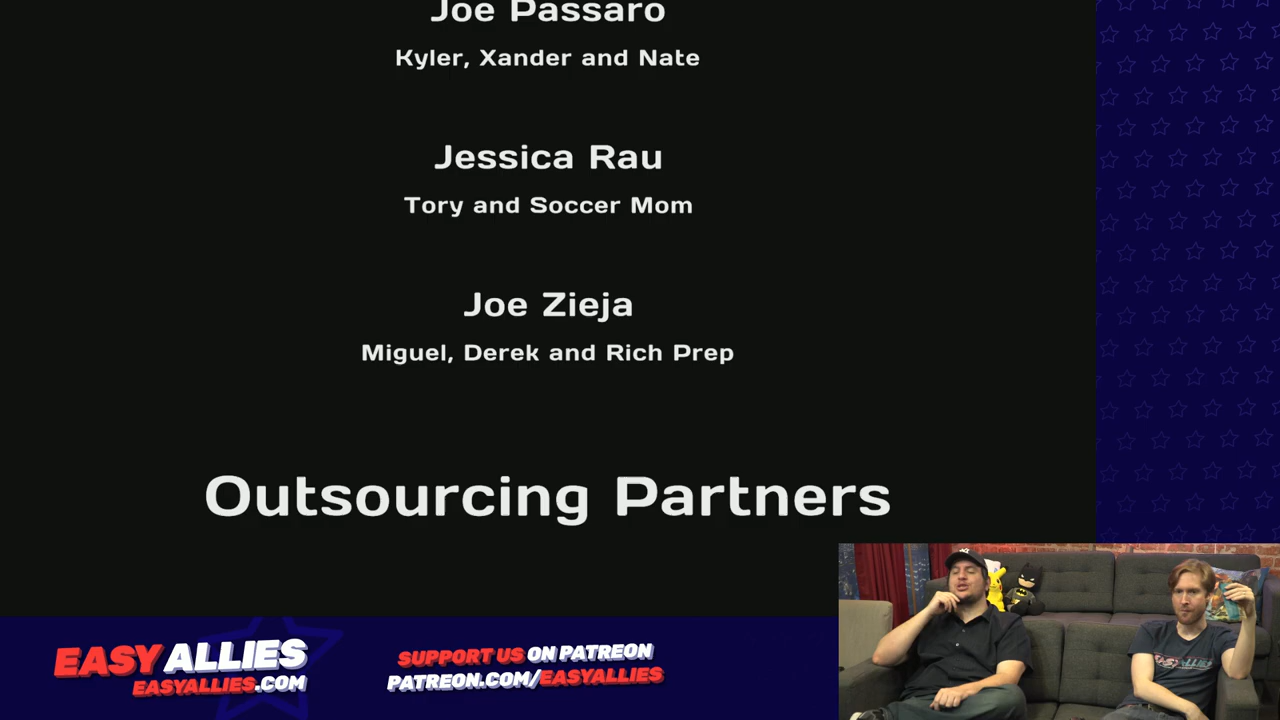 Joe Passaro
Kyler, Xander and Nate
Jessica Rau
Tory and Soccer Mom
Joe Zieja
Miguel, Derek and Rich Prep
Outsourcing Partners
EASY ALLIES
EASYALLIES.COM
SUPPORT US ON PATREON
PATREON.COM/EASYALLIES